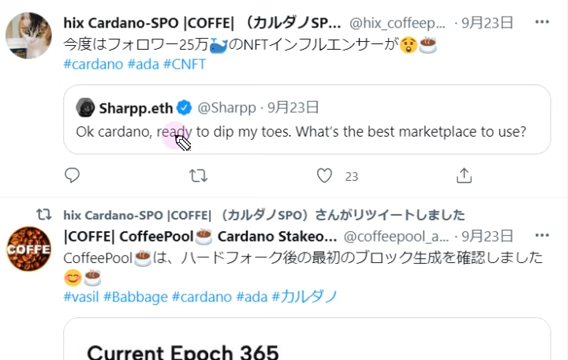 hix Cardano-SPO |COFFE| （カルダノSP... @hix_coffeep... · 9月23日
今度はフォロワー25万🐳のNFTインフルエンサーが😲☕
#cardano #ada #CNFT
Sharpp.eth @Sharpp · 9月23日
Ok cardano, ready to dip my toes. What's the best marketplace to use?
23
hix Cardano-SPO |COFFE| （カルダノSPO）さんがリツイートしました
|COFFE| CoffeePool☕ Cardano Stakeo... @coffeepool_a... · 9月23日
COFFE
CoffeePool☕は、ハードフォーク後の最初のブロック生成を確認しました
😊☕
#vasil #Babbage #cardano #ada #カルダノ
Current Epoch 365